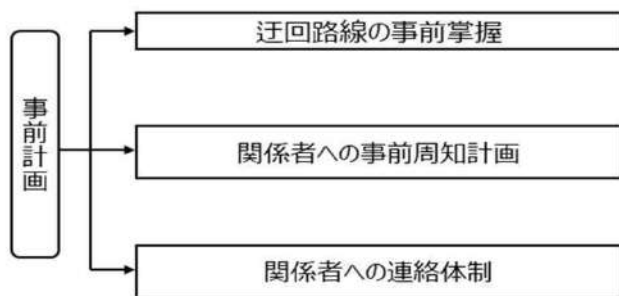 事前計画
迂回路線の事前掌握
関係者への事前周知計画
関係者への連絡体制